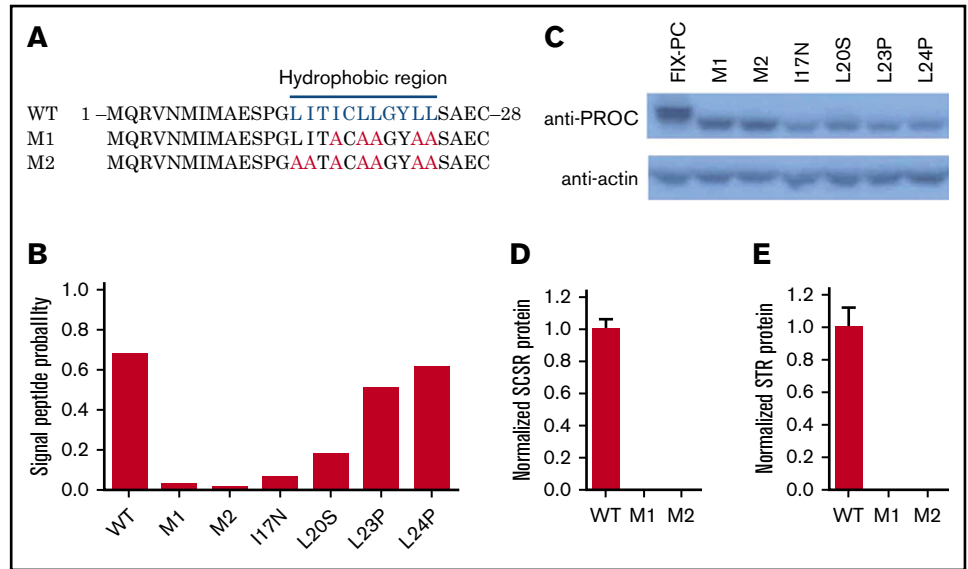 A
Hydrophobic region
WT 1 –MQRVNMIMAESPGLITICLLGYLLSAEC–28
M1 MQRVNMIMAESPGLITACAAGYAASAEC
M2 MQRVNMIMAESPGAATACAAGYAASAEC
B
Signal peptide proballity
1.0
0.8
0.6
0.4
0.2
0.0
WT M1 M2 I17N L20S L23P L24P
C
FIX-PC M1 M2 I17N L20S L23P L24P
anti-PROC
anti-actin
D
Normalized SCSR protein
1.2
1.0
0.8
0.6
0.4
0.2
0.0
WT M1 M2
E
Normalized STR protein
1.2
1.0
0.8
0.6
0.4
0.2
0.0
WT M1 M2